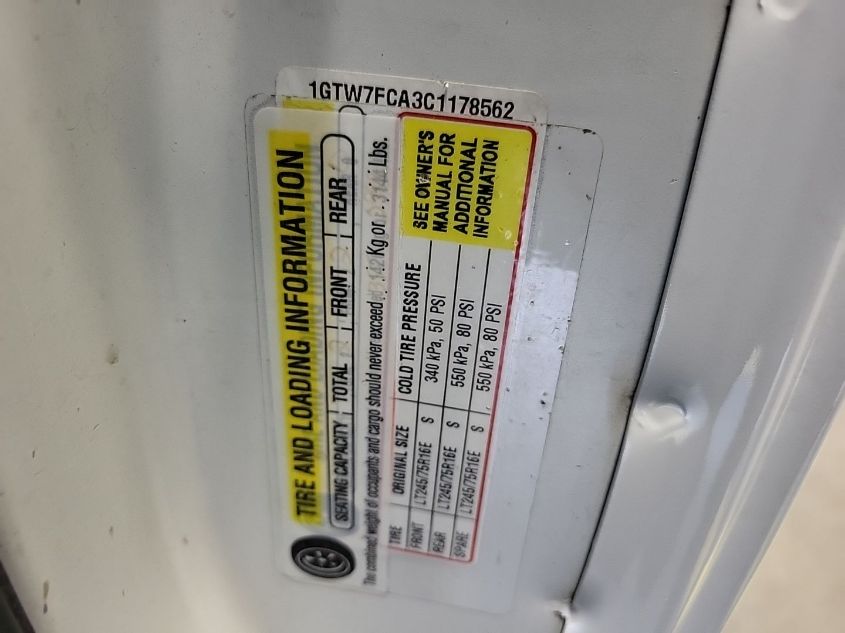 1GTW7FCA3C1178562
TIRE AND LOADING INFORMATION
SEATING CAPACITY TOTAL FRONT REAR
The combined weight of occupants and cargo should never exceed Kg or Lbs.
TIRE ORIGINAL SIZE COLD TIRE PRESSURE
FRONT LT245/75R16E S 340 kPa, 50 PSI
REAR LT245/75R16E S 550 kPa, 80 PSI
SPARE LT245/75R16E S 550 kPa, 80 PSI
SEE OWNER'S
MANUAL FOR
ADDITIONAL
INFORMATION